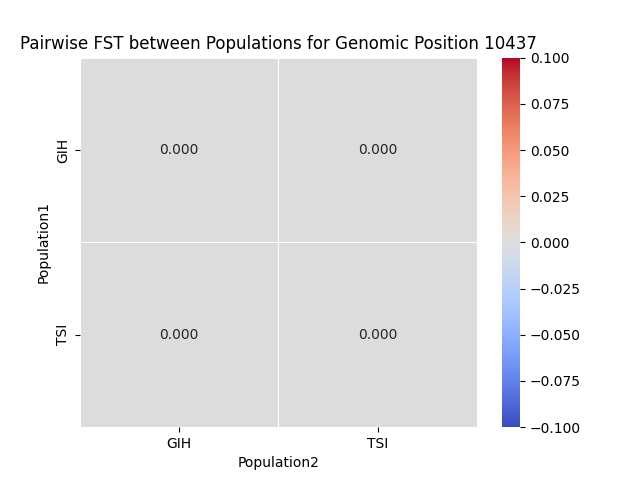 Pairwise FST between Populations for Genomic Position 10437
Population1
GIH
0.000 0.000
TSI
0.000 0.000
GIH TSI
Population2
0.100
0.075
0.050
0.025
0.000
−0.025
−0.050
−0.075
−0.100